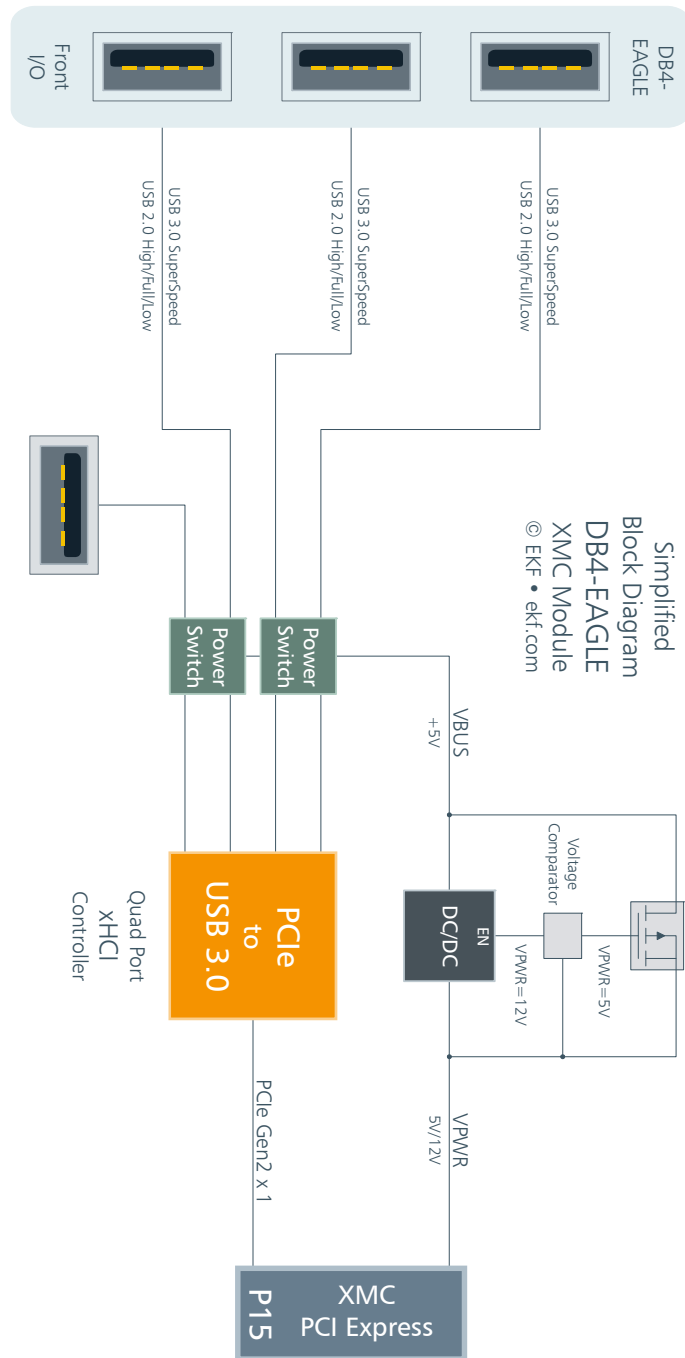 DB4-
EAGLE
Front
I/O
USB 3.0 SuperSpeed
USB 2.0 High/Full/Low
USB 3.0 SuperSpeed
USB 2.0 High/Full/Low
USB 3.0 SuperSpeed
USB 2.0 High/Full/Low
Simplified
Block Diagram
DB4-EAGLE
XMC Module
© EKF • ekf.com
Power
Switch
Power
Switch
VBUS
+5V
Voltage
Comparator
EN
DC/DC
VPWR=5V
VPWR=12V
PCIe
to
USB 3.0
Quad Port
xHCI
Controller
VPWR
5V/12V
PCIe Gen2 x 1
XMC
PCI Express
P15